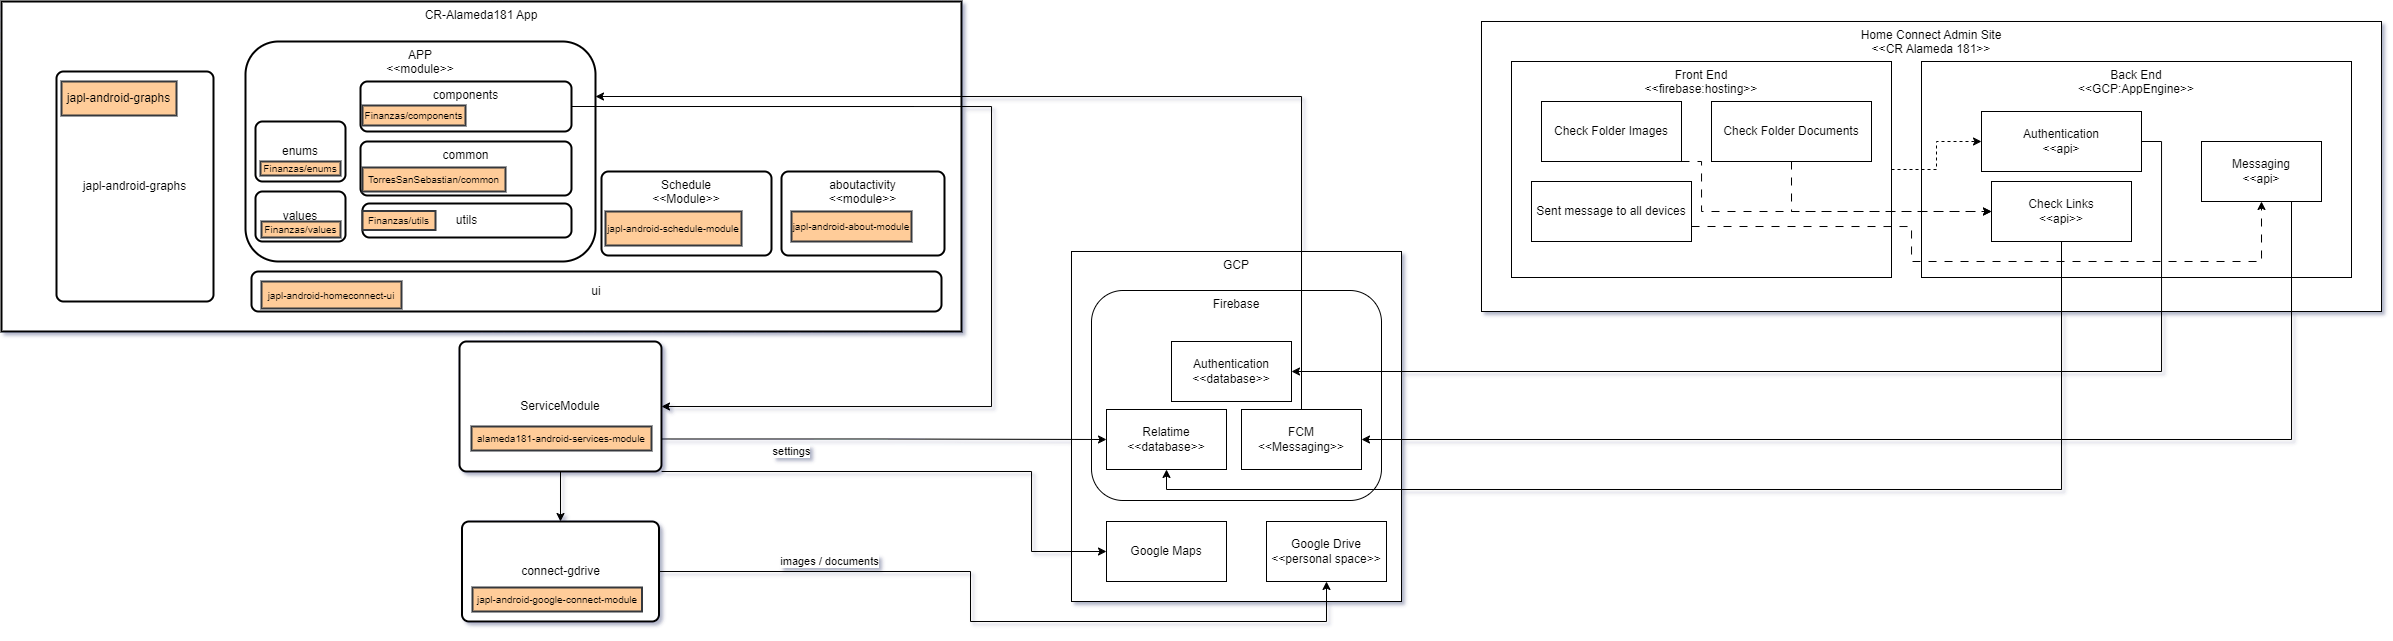 CR-Alameda181 App
japl-android-graphs
japl-android-graphs
APP
<<module>>
components
Finanzas/components
enums
Finanzas/enums
common
TorresSanSebastian/common
values
Finanzas/values
Finanzas/utils
utils
Schedule
<<Module>>
japl-android-schedule-module
aboutactivity
<<module>>
japl-android-about-module
japl-android-homeconnect-ui
ui
ServiceModule
alameda181-android-services-module
settings
connect-gdrive
japl-android-google-connect-module
images / documents
GCP
Firebase
Authentication
<<database>>
Relatime
<<database>>
FCM
<<Messaging>>
Google Maps
Google Drive
<<personal space>>
Home Connect Admin Site
<<CR Alameda 181>>
Front End
<<firebase:hosting>>
Check Folder Images
Check Folder Documents
Sent message to all devices
Back End
<<GCP:AppEngine>>
Authentication
<<api>
Messaging
<<api>
Check Links
<<api>>